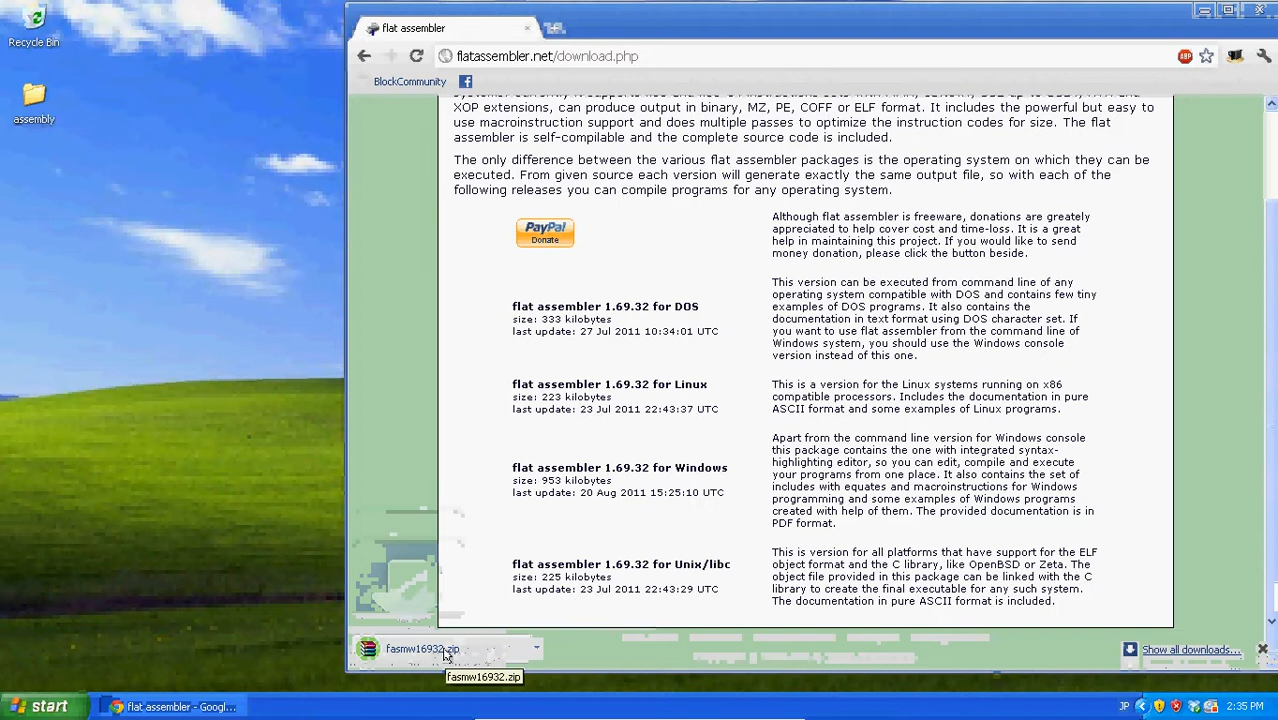 Recycle Bin
assembly
flat assembler
flatassembler.net/download.php
ABP
BlockCommunity
XOP extensions, can produce output in binary, MZ, PE, COFF or ELF format. It includes the powerful but easy to
use macroinstruction support and does multiple passes to optimize the instruction codes for size. The flat
assembler is self-compilable and the complete source code is included.
The only difference between the various flat assembler packages is the operating system on which they can be
executed. From given source each version will generate exactly the same output file, so with each of the
following releases you can compile programs for any operating system.
PayPal
Donate
Although flat assembler is freeware, donations are greately
appreciated to help cover cost and time-loss. It is a great
help in maintaining this project. If you would like to send
money donation, please click the button beside.
flat assembler 1.69.32 for DOS
size: 333 kilobytes
last update: 27 Jul 2011 10:34:01 UTC
This version can be executed from command line of any
operating system compatible with DOS and contains few tiny
examples of DOS programs. It also contains the
documentation in text format using DOS character set. If
you want to use flat assembler from the command line of
Windows system, you should use the Windows console
version instead of this one.
flat assembler 1.69.32 for Linux
size: 223 kilobytes
last update: 23 Jul 2011 22:43:37 UTC
This is a version for the Linux systems running on x86
compatible processors. Includes the documentation in pure
ASCII format and some examples of Linux programs.
flat assembler 1.69.32 for Windows
size: 953 kilobytes
last update: 20 Aug 2011 15:25:10 UTC
Apart from the command line version for Windows console
this package contains the one with integrated syntax-
highlighting editor, so you can edit, compile and execute
your programs from one place. It also contains the set of
includes with equates and macroinstructions for Windows
programming and some examples of Windows programs
created with help of them. The provided documentation is in
PDF format.
flat assembler 1.69.32 for Unix/libc
size: 225 kilobytes
last update: 23 Jul 2011 22:43:29 UTC
This is version for all platforms that have support for the ELF
object format and the C library, like OpenBSD or Zeta. The
object file provided in this package can be linked with the C
library to create the final executable for any such system.
The documentation in pure ASCII format is included.
fasmw16932.zip
Show all downloads...
fasmw16932.zip
start
flat assembler - Googl...
JP
2:35 PM